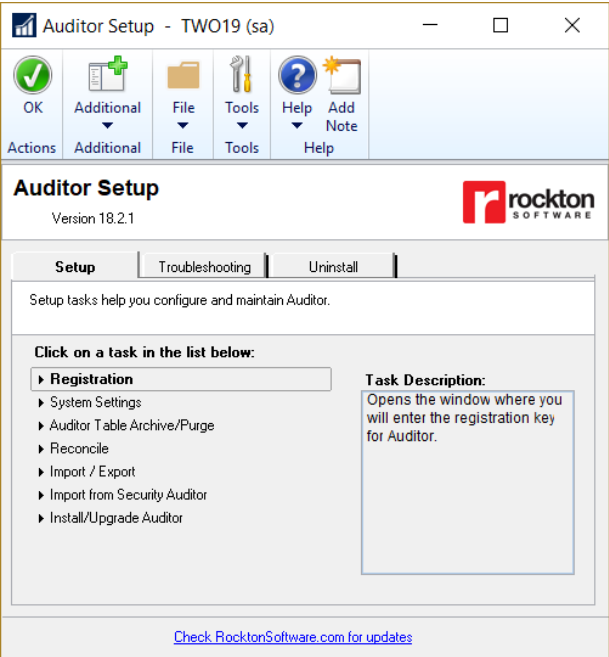 Auditor Setup - TWO19 (sa)
OK
Additional
File
Tools
Help
Add Note
Actions
Additional
File
Tools
Help
Auditor Setup
Version 18.2.1
rockton
SOFTWARE
Setup
Troubleshooting
Uninstall
Setup tasks help you configure and maintain Auditor.
Click on a task in the list below:
Registration
System Settings
Auditor Table Archive/Purge
Reconcile
Import / Export
Import from Security Auditor
Install/Upgrade Auditor
Task Description:
Opens the window where you
will enter the registration key
for Auditor.
Check RocktonSoftware.com for updates